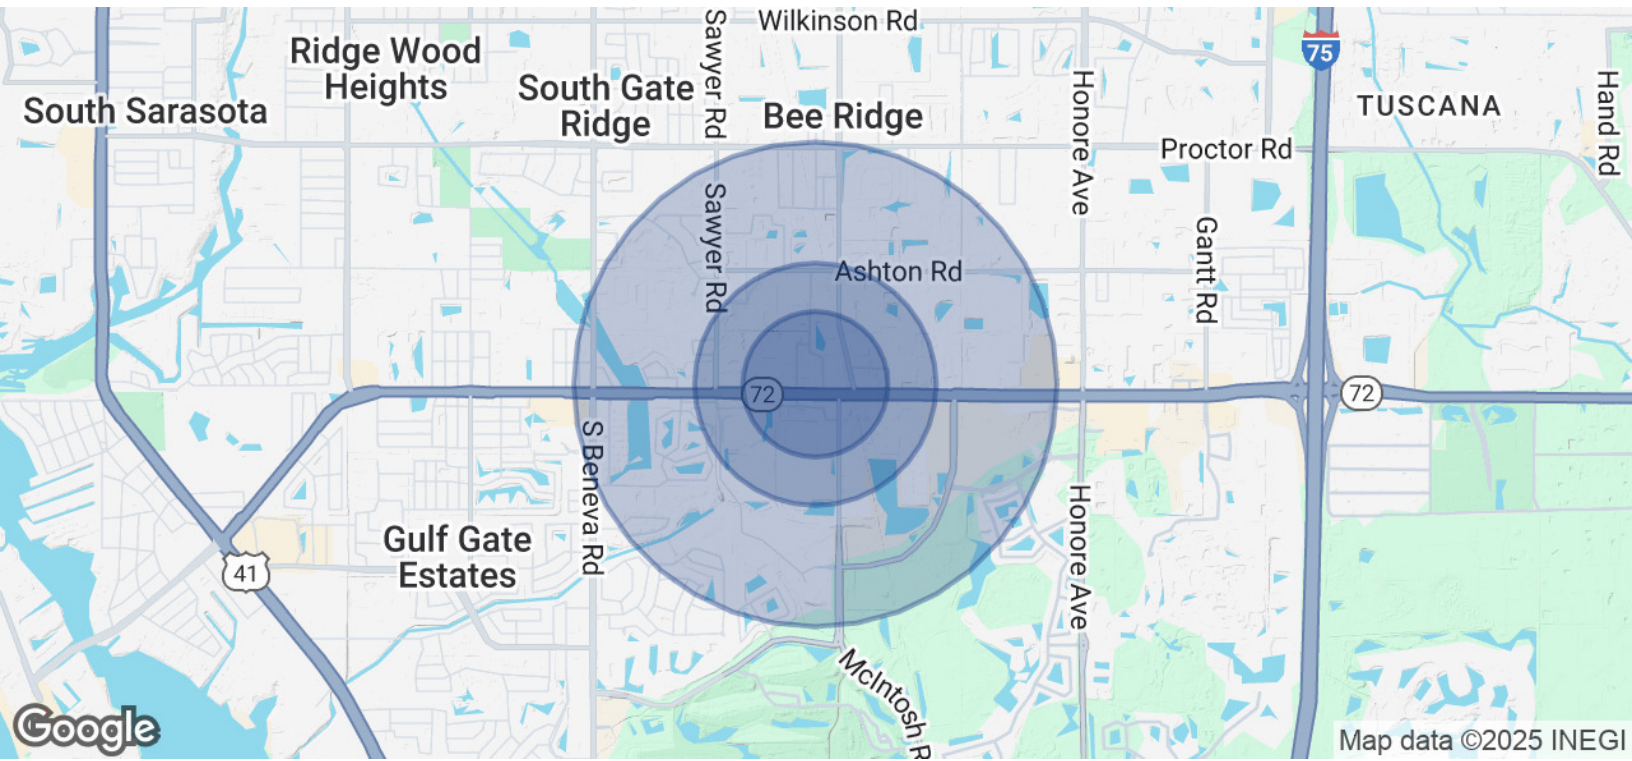 Wilkinson Rd
Sawyer Rd
75
Ridge Wood
Heights
South Gate
Ridge
Bee Ridge
Honore Ave
TUSCANA
Hand Rd
South Sarasota
Proctor Rd
Sawyer Rd
Gantt Rd
Ashton Rd
72
72
S Beneva Rd
Honore Ave
Gulf Gate
Estates
41
McIntosh R
Google
Map data ©2025 INEGI